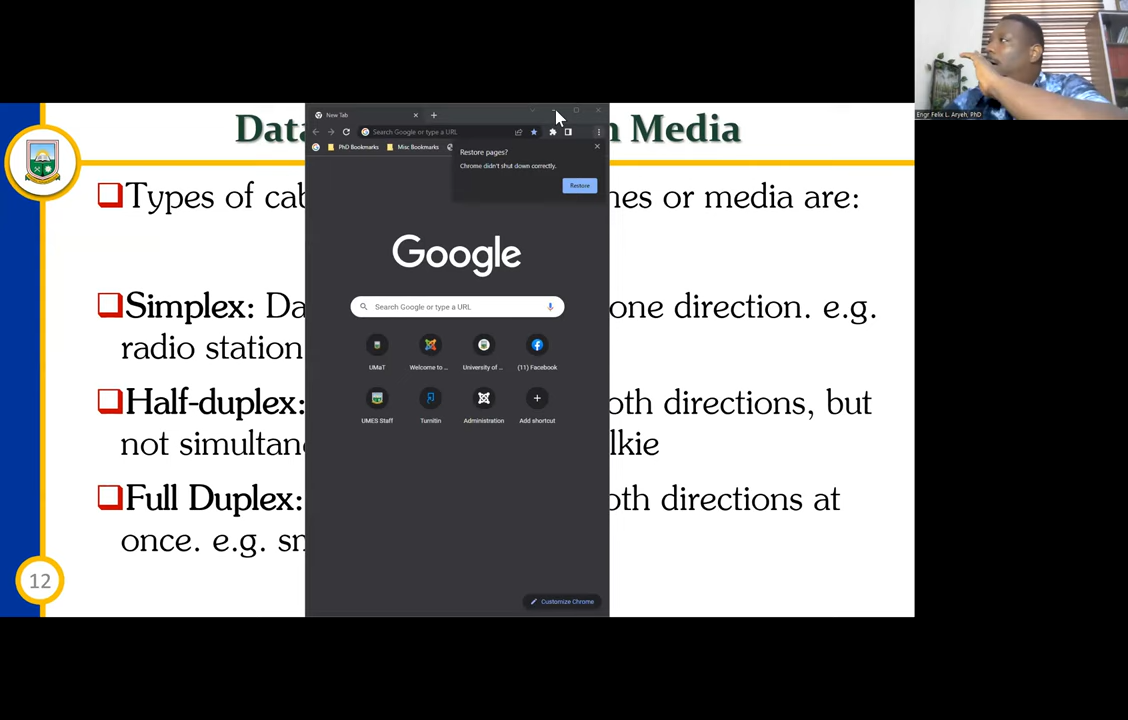 Engr Felix L. Aryeh, PhD
Data
n Media
Types of cab
nes or media are:
Simplex: Da
one direction. e.g.
radio station
Half-duplex:
oth directions, but
not simultan
lkie
Full Duplex:
oth directions at
once. e.g. sm
12
New Tab
Search Google or type a URL
PhD Bookmarks
Misc Bookmarks
Restore pages?
Chrome didn't shut down correctly.
Restore
Google
Search Google or type a URL
UMaT
Welcome to ...
University of ...
(11) Facebook
UMES Staff
Turnitin
Administration
Add shortcut
Customize Chrome